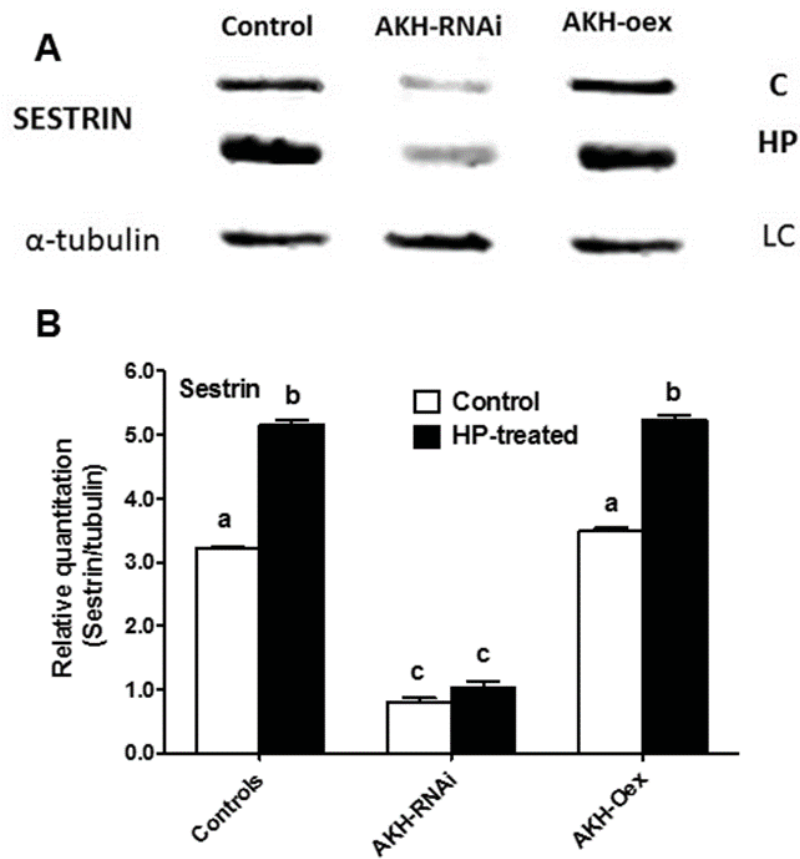 A
Control AKH-RNAi AKH-oex
SESTRIN
C
HP
α-tubulin
LC
B
Relative quantitation
(Sestrin/tubulin)
6.0
5.0
4.0
3.0
2.0
1.0
0.0
Sestrin
Control
HP-treated
a
b
c
c
a
b
Controls
AKH-RNAi
AKH-Oex